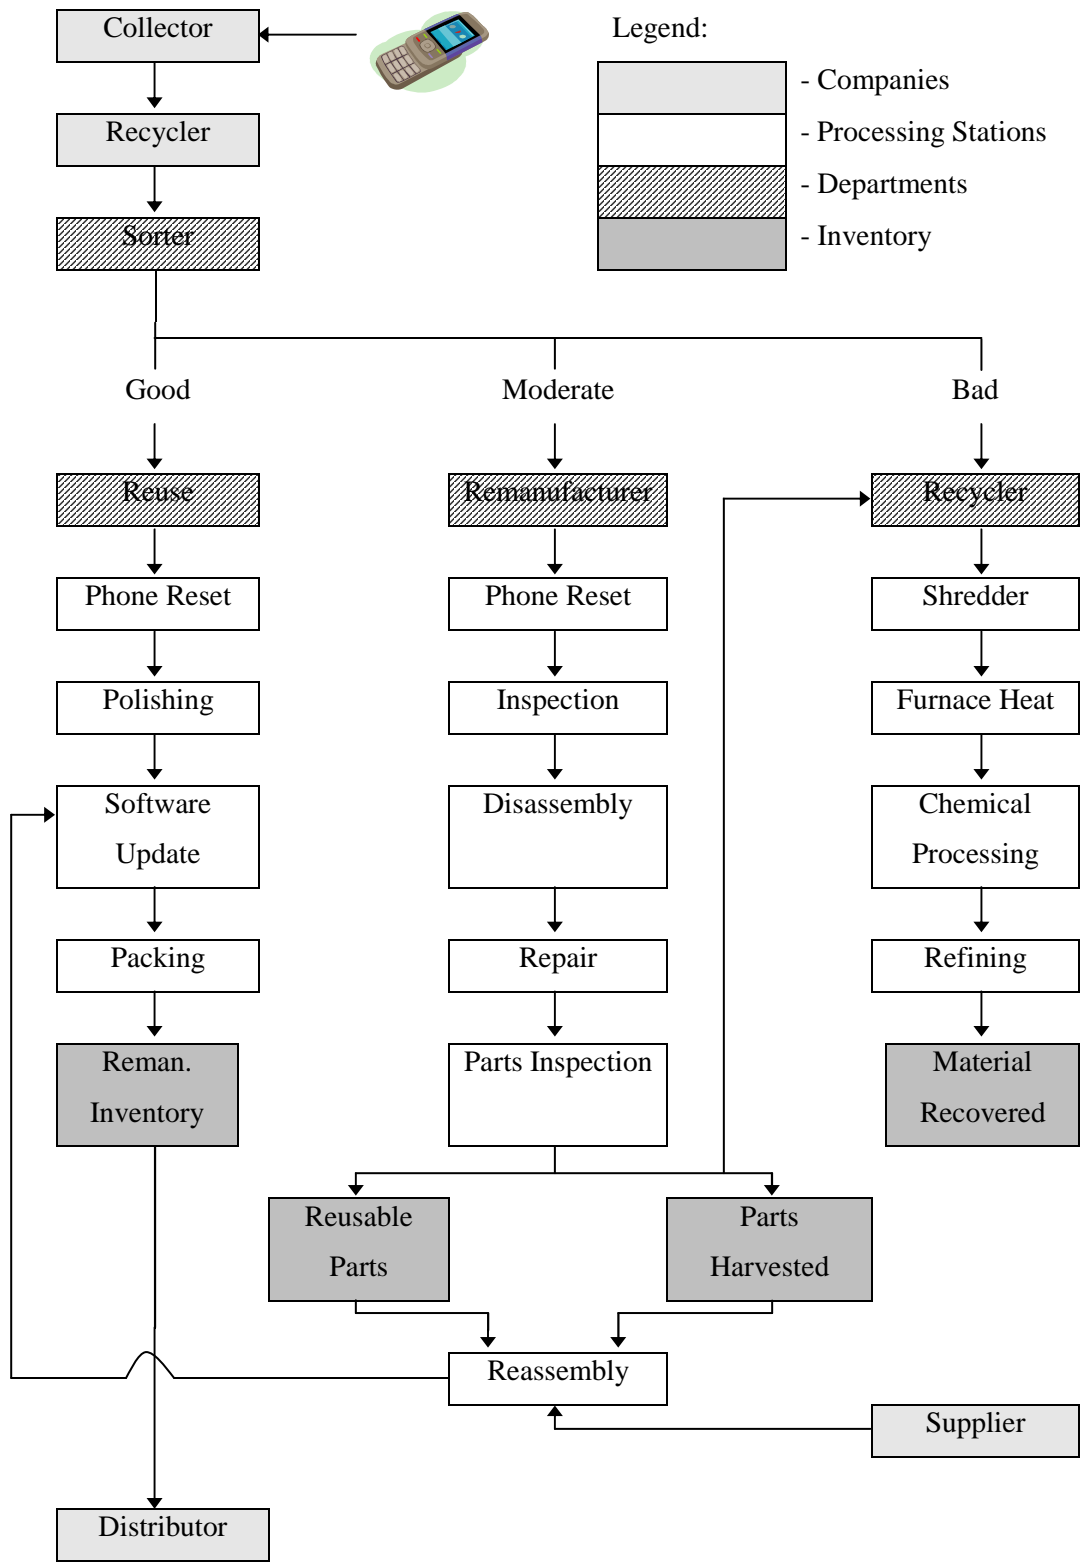 Collector
Legend:
- Companies
Recycler
- Processing Stations
- Departments
Sorter
- Inventory
Good
Moderate
Bad
Reuse
Remanufacturer
Recycler
Phone Reset
Phone Reset
Shredder
Polishing
Inspection
Furnace Heat
Software
Update
Disassembly
Chemical
Processing
Packing
Repair
Refining
Reman.
Inventory
Parts Inspection
Material
Recovered
Reusable
Parts
Parts
Harvested
Reassembly
Supplier
Distributor